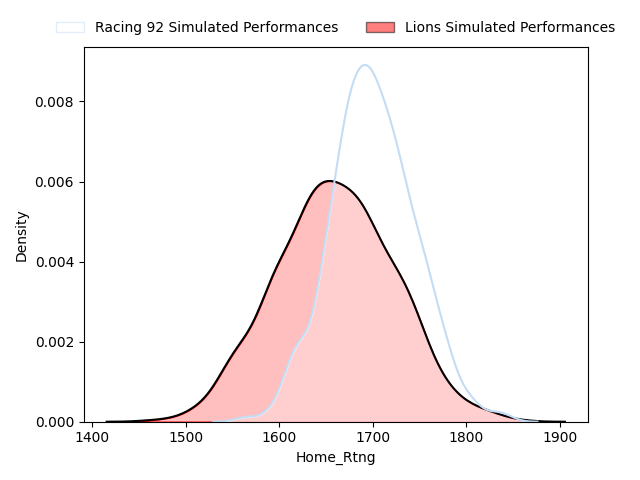 Racing 92 Simulated Performances Lions Simulated Performances
0.008
0.006
0.004
0.002
0.000
Density
1400 1500 1600 1700 1800 1900
Home_Rtng